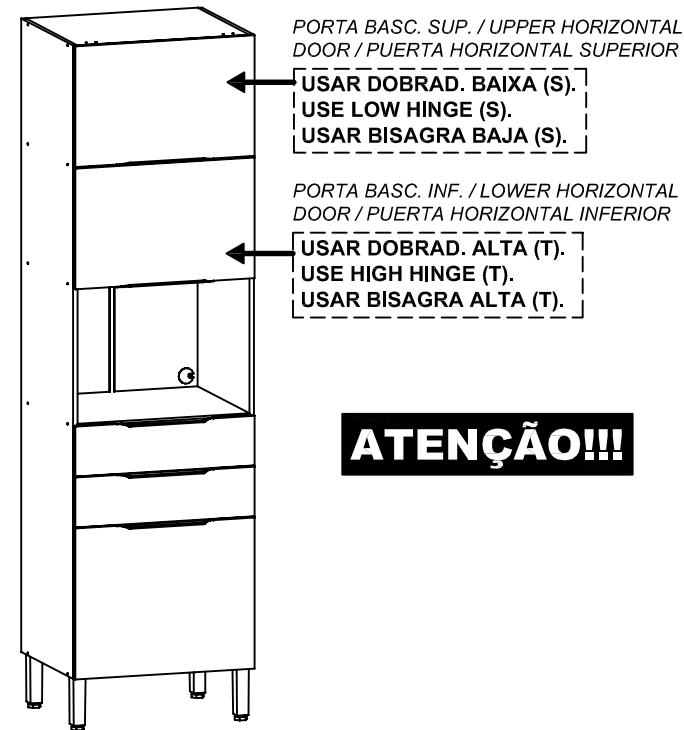 PORTA BASC. SUP. / UPPER HORIZONTAL
DOOR / PUERTA HORIZONTAL SUPERIOR
USAR DOBRAD. BAIXA (S).
USE LOW HINGE (S).
USAR BISAGRA BAJA (S).
PORTA BASC. INF. / LOWER HORIZONTAL
DOOR / PUERTA HORIZONTAL INFERIOR
USAR DOBRAD. ALTA (T).
USE HIGH HINGE (T).
USAR BISAGRA ALTA (T).
ATENÇÃO!!!